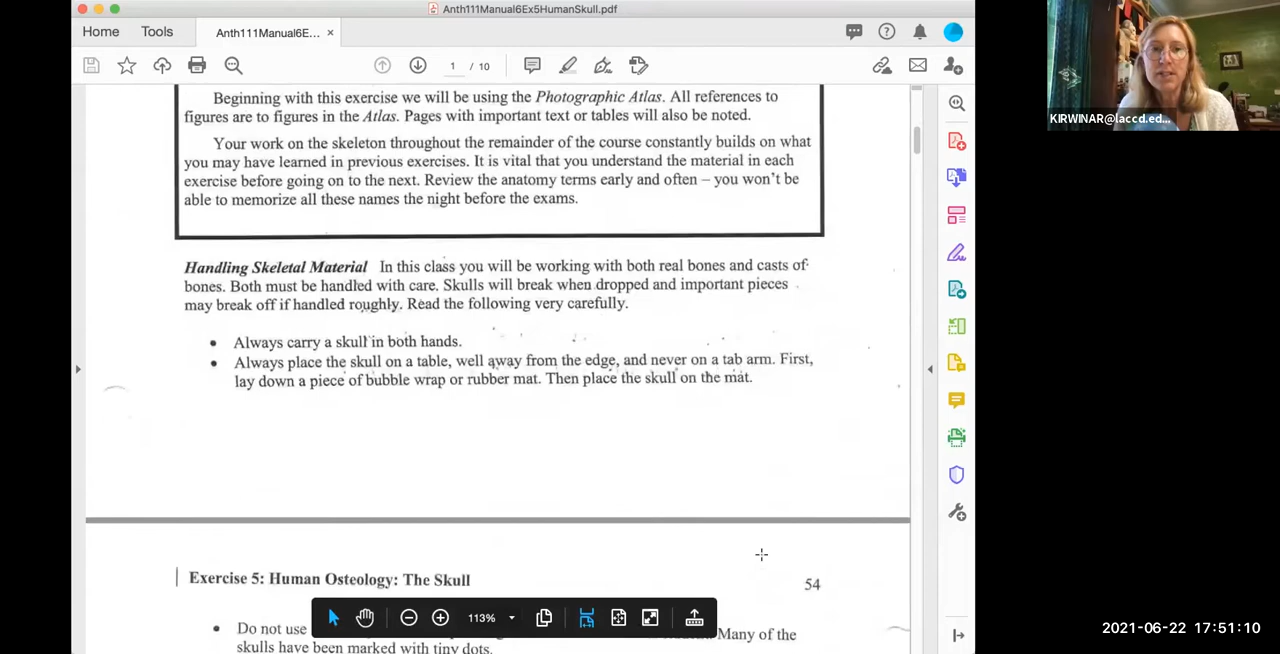 Anth111Manual6Ex5HumanSkull.pdf
Home Tools Anth111Manual6E... ×
1 / 10
Beginning with this exercise we will be using the Photographic Atlas. All references to
figures are to figures in the Atlas. Pages with important text or tables will also be noted.
Your work on the skeleton throughout the remainder of the course constantly builds on what
you may have learned in previous exercises. It is vital that you understand the material in each
exercise before going on to the next. Review the anatomy terms early and often – you won't be
able to memorize all these names the night before the exams.
Handling Skeletal Material In this class you will be working with both real bones and casts of
bones. Both must be handled with care. Skulls will break when dropped and important pieces
may break off if handled roughly. Read the following very carefully.
• Always carry a skull in both hands.
• Always place the skull on a table, well away from the edge, and never on a tab arm. First,
lay down a piece of bubble wrap or rubber mat. Then place the skull on the mat.
Exercise 5: Human Osteology: The Skull 54
• Do not use Many of the
skulls have been marked with tiny dots.
113%
KIRWINAR@laccd.ed...
2021-06-22 17:51:10